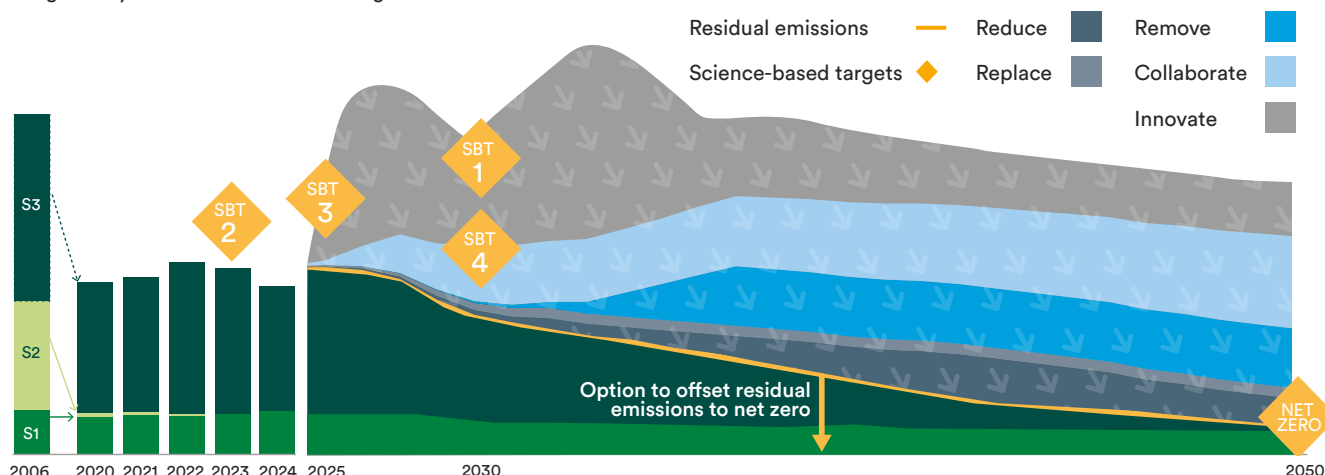 Residual emissions
Reduce
Remove
Science-based targets
Replace
Collaborate
Innovate
SBT
1
SBT
2
SBT
3
SBT
4
S3
S2
S1
Option to offset residual
emissions to net zero
NET
ZERO
2006 2020 2021 2022 2023 2024 2025 2030 2050